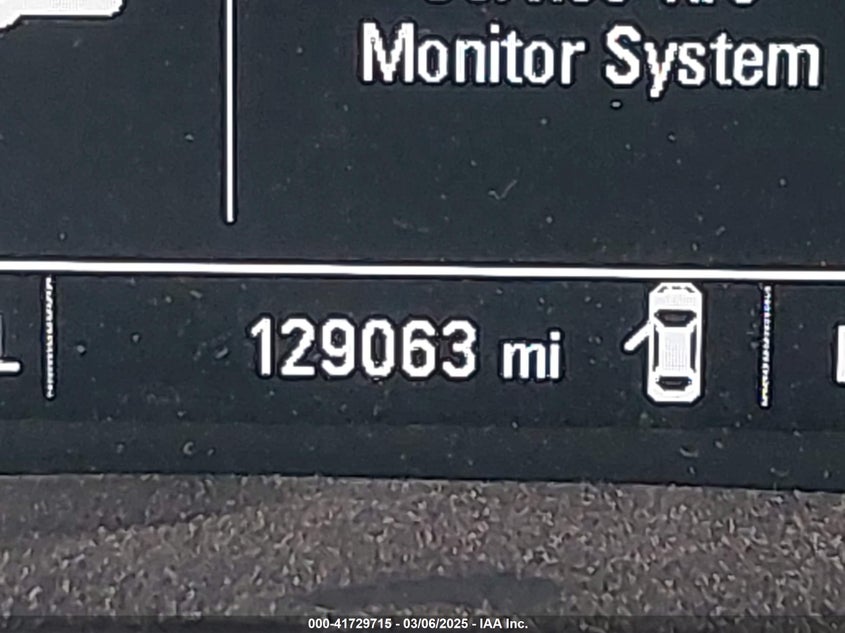 Monitor System
129063 mi
000-41729715 - 03/06/2025 - IAA Inc.